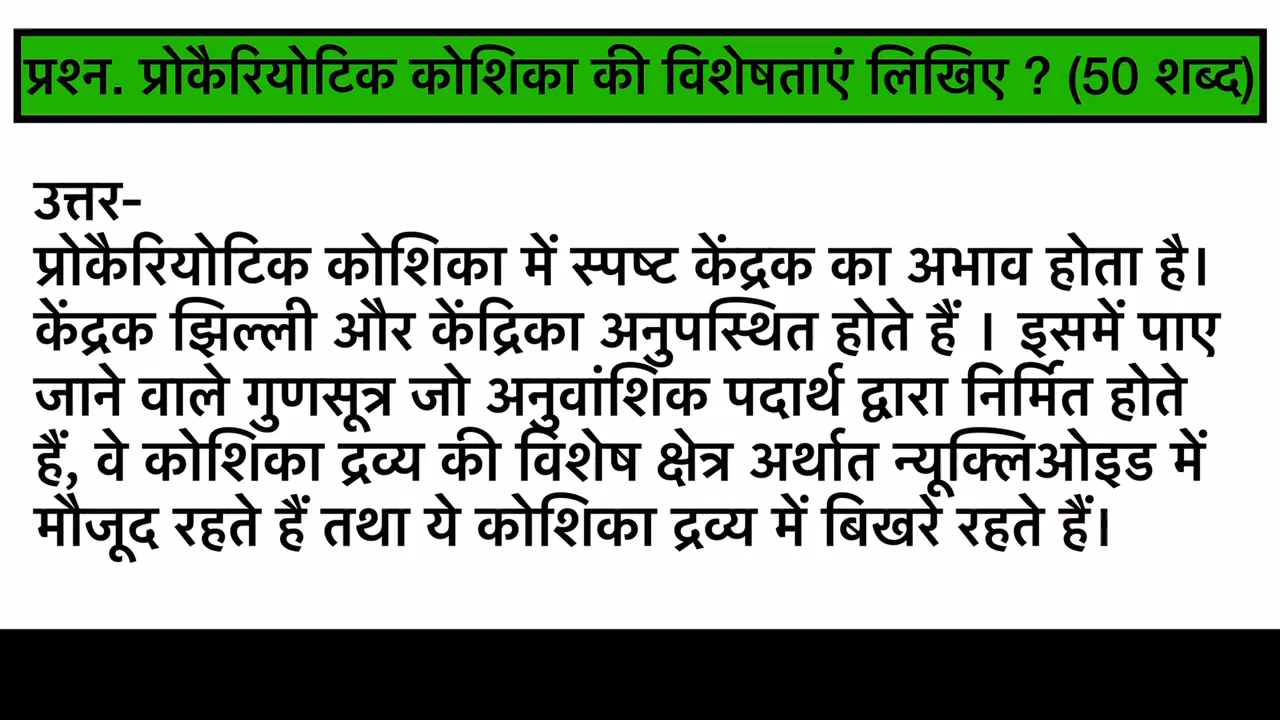 प्रश्न. प्रोकैरियोटिक कोशिका की विशेषताएं लिखिए ? (50 शब्द)
उत्तर-
प्रोकैरियोटिक कोशिका में स्पष्ट केंद्रक का अभाव होता है।
केंद्रक झिल्ली और केंद्रिका अनुपस्थित होते हैं । इसमें पाए
जाने वाले गुणसूत्र जो अनुवांशिक पदार्थ द्वारा निर्मित होते
हैं, वे कोशिका द्रव्य की विशेष क्षेत्र अर्थात न्यूक्लिओइड में
मौजूद रहते हैं तथा ये कोशिका द्रव्य में बिखरे रहते हैं।